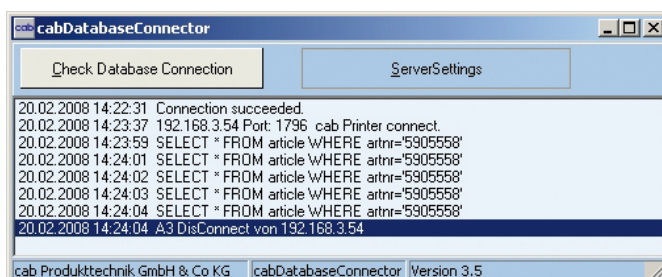 cab cabDatabaseConnector
Check Database Connection ServerSettings
20.02.2008 14:22:31 Connection succeeded.
20.02.2008 14:23:37 192.168.3.54 Port: 1796 cab Printer connect.
20.02.2008 14:23:59 SELECT * FROM article WHERE artnr='5905558'
20.02.2008 14:24:01 SELECT * FROM article WHERE artnr='5905558'
20.02.2008 14:24:02 SELECT * FROM article WHERE artnr='5905558'
20.02.2008 14:24:03 SELECT * FROM article WHERE artnr='5905558'
20.02.2008 14:24:04 SELECT * FROM article WHERE artnr='5905558'
20.02.2008 14:24:04 A3 DisConnect von 192.168.3.54
cab Produkttechnik GmbH & Co KG cabDatabaseConnector Version 3.5